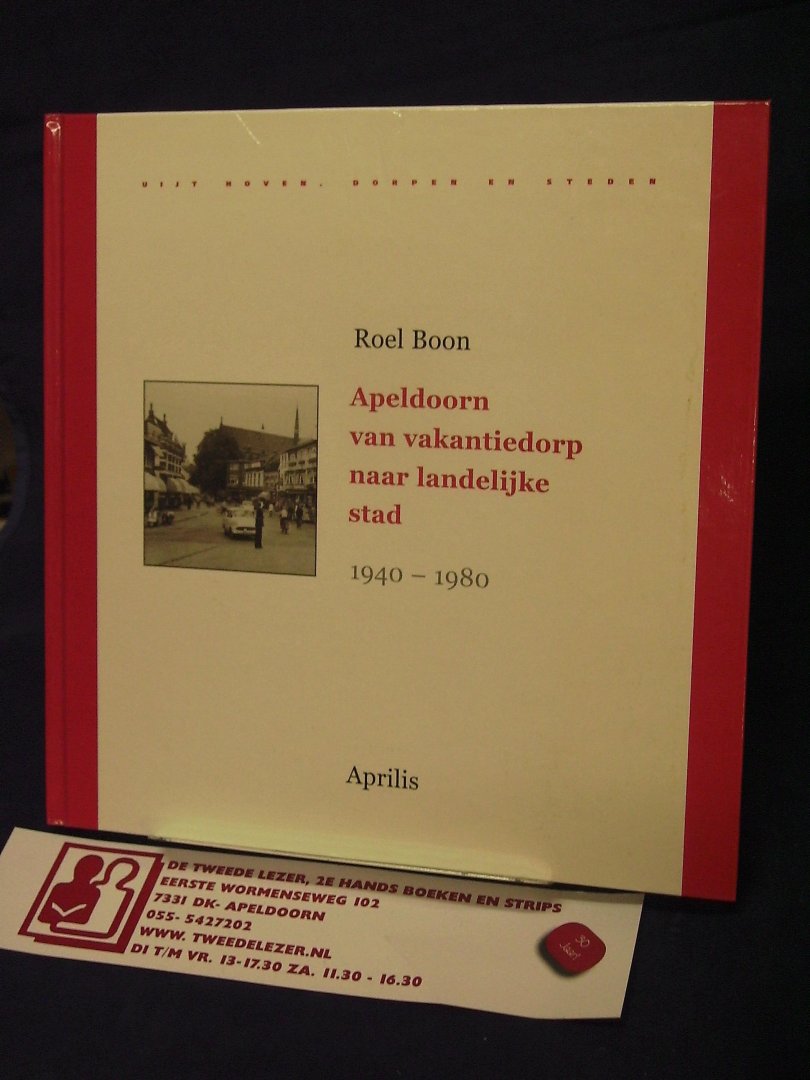 UIJT HOVEN, DORPEN EN STEDEN
Roel Boon
Apeldoorn
van vakantiedorp
naar landelijke
stad
1940 – 1980
Aprilis
DE TWEEDE LEZER, 2E HANDS BOEKEN EN STRIPS
EERSTE WORMENSEWEG 102
7331 DK- APELDOORN
055- 5427202
WWW. TWEEDELEZER.NL
DI T/M VR. 13-17.30 ZA. 11.30 - 16.30
30
Jaar!